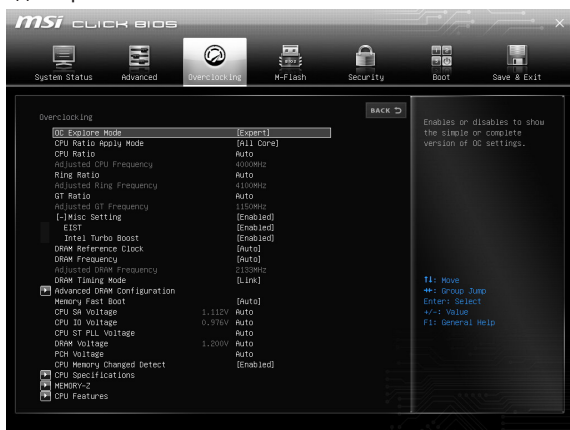 msi CLICK BIOS
System Status Advanced Overclocking M-Flash Security Boot Save & Exit
BACK
Overclocking
OC Explore Mode [Expert]
CPU Ratio Apply Mode [All Core]
CPU Ratio Auto
Adjusted CPU Frequency 4000MHz
Ring Ratio Auto
Adjusted Ring Frequency 4100MHz
GT Ratio Auto
Adjusted GT Frequency 1150MHz
[-]Misc Setting [Enabled]
EIST [Enabled]
Intel Turbo Boost [Enabled]
DRAM Reference Clock [Auto]
DRAM Frequency [Auto]
Adjusted DRAM Frequency 2133MHz
DRAM Timing Mode [Link]
Advanced DRAM Configuration
Memory Fast Boot [Auto]
CPU SA Voltage 1.112V Auto
CPU IO Voltage 0.976V Auto
CPU ST PLL Voltage Auto
DRAM Voltage 1.200V Auto
PCH Voltage Auto
CPU Memory Changed Detect [Enabled]
CPU Specifications
MEMORY-Z
CPU Features
Enables or disables to show
the simple or complete
version of OC settings.
↑↓: Move
→←: Group Jump
Enter: Select
+/-: Value
F1: General Help